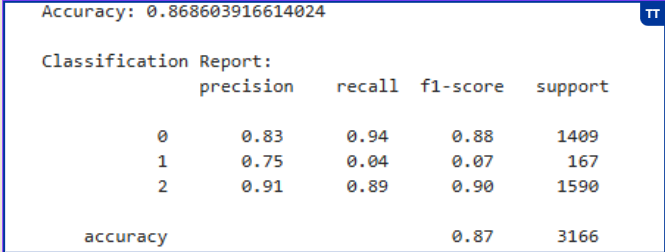 Accuracy: 0.868603916614024
TT
Classification Report:
precision recall f1-score support
0 0.83 0.94 0.88 1409
1 0.75 0.04 0.07 167
2 0.91 0.89 0.90 1590
accuracy 0.87 3166